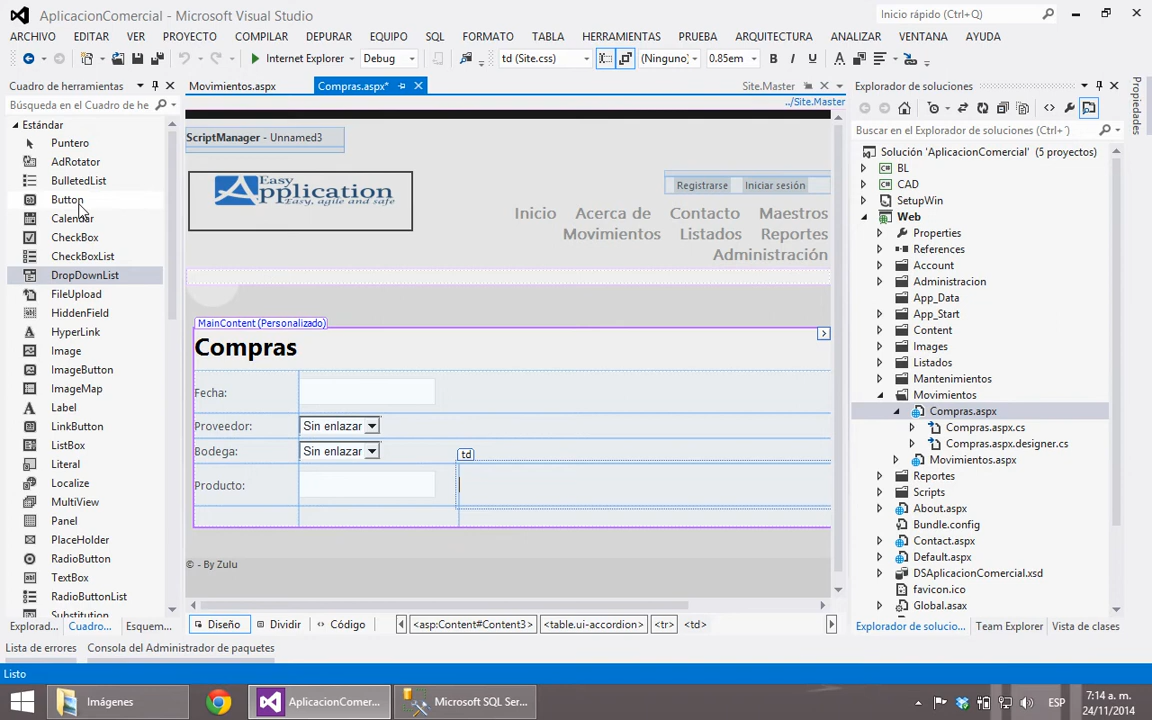 AplicacionComercial - Microsoft Visual Studio
Inicio rápido (Ctrl+Q)
ARCHIVO EDITAR VER PROYECTO COMPILAR DEPURAR EQUIPO SQL FORMATO TABLA HERRAMIENTAS PRUEBA ARQUITECTURA ANALIZAR VENTANA AYUDA
Internet Explorer Debug td (Site.css) (Ninguno) 0.85em B I U A
Cuadro de herramientas
Movimientos.aspx Compras.aspx* Site.Master
Explorador de soluciones
Propiedades
Búsqueda en el Cuadro de he
../Site.Master
Buscar en el Explorador de soluciones (Ctrl+
Estándar
Puntero
AdRotator
BulletedList
Button
Calendar
CheckBox
CheckBoxList
DropDownList
FileUpload
HiddenField
HyperLink
Image
ImageButton
ImageMap
Label
LinkButton
ListBox
Literal
Localize
MultiView
Panel
PlaceHolder
RadioButton
TextBox
RadioButtonList
Substitution
ScriptManager - Unnamed3
Easy
Application
Easy, agile and safe
Registrarse Iniciar sesión
Inicio Acerca de Contacto Maestros
Movimientos Listados Reportes
Administración
MainContent (Personalizado)
Compras
Fecha:
Proveedor: Sin enlazar
Bodega: Sin enlazar
td
Producto:
© - By Zulu
Solución 'AplicacionComercial' (5 proyectos)
BL
CAD
SetupWin
Web
Properties
References
Account
Administracion
App_Data
App_Start
Content
Images
Listados
Mantenimientos
Movimientos
Compras.aspx
Compras.aspx.cs
Compras.aspx.designer.cs
Movimientos.aspx
Reportes
Scripts
About.aspx
Bundle.config
Contact.aspx
Default.aspx
DSAplicacionComercial.xsd
favicon.ico
Global.asax
Explorad... Cuadro... Esquem...
Diseño Dividir Código <asp:Content#Content3> <table.ui-accordion> <tr> <td>
Explorador de solucio... Team Explorer Vista de clases
Lista de errores Consola del Administrador de paquetes
Listo
Imágenes AplicacionComer... Microsoft SQL Se...
ESP
7:14 a. m.
24/11/2014